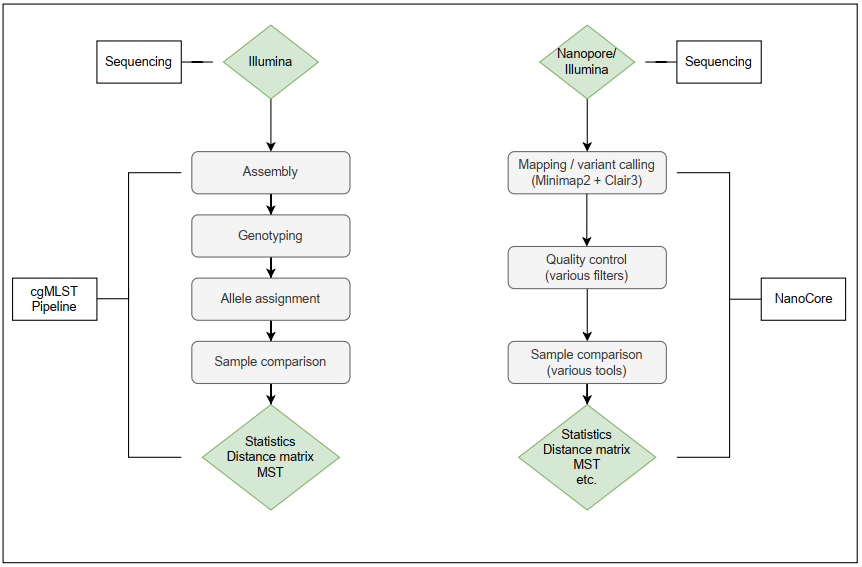 Sequencing
Illumina
Assembly
Genotyping
Allele assignment
Sample comparison
Statistics
Distance matrix
MST
cgMLST
Pipeline
Nanopore/
Illumina
Sequencing
Mapping / variant calling
(Minimap2 + Clair3)
Quality control
(various filters)
Sample comparison
(various tools)
Statistics
Distance matrix
MST
etc.
NanoCore